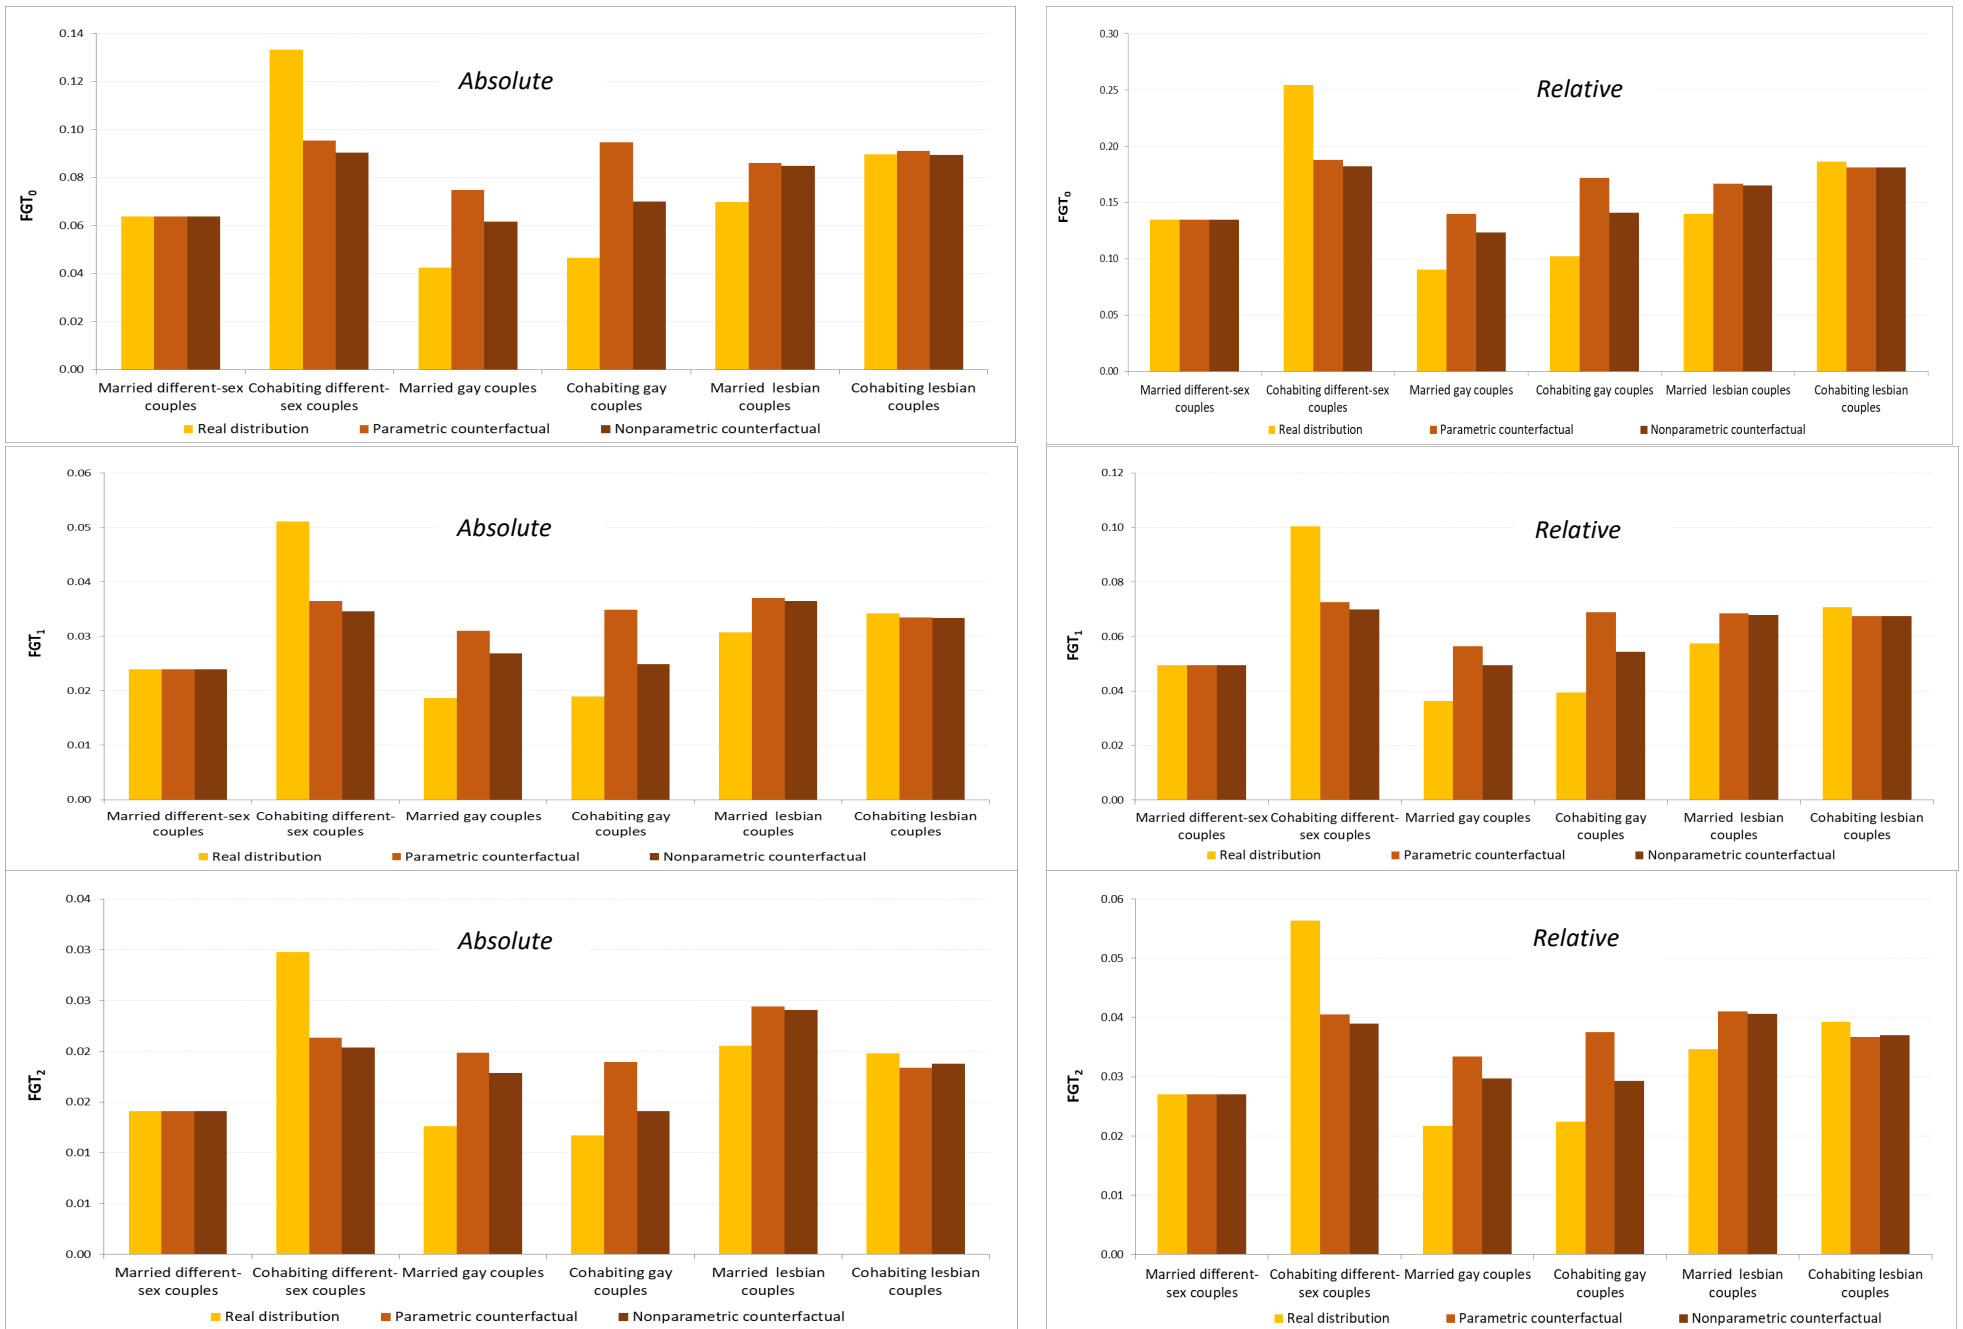 Absolute
FGT0
0.14
0.12
0.10
0.08
0.06
0.04
0.02
0.00
Married different-sex couples
Cohabiting different-sex couples
Married gay couples
Cohabiting gay couples
Married lesbian couples
Cohabiting lesbian couples
Real distribution
Parametric counterfactual
Nonparametric counterfactual
Relative
FGT0
0.30
0.25
0.20
0.15
0.10
0.05
0.00
Married different-sex couples
Cohabiting different-sex couples
Married gay couples
Cohabiting gay couples
Married lesbian couples
Cohabiting lesbian couples
Real distribution
Parametric counterfactual
Nonparametric counterfactual
Absolute
FGT1
0.06
0.05
0.04
0.03
0.02
0.01
0.00
Married different-sex couples
Cohabiting different-sex couples
Married gay couples
Cohabiting gay couples
Married lesbian couples
Cohabiting lesbian couples
Real distribution
Parametric counterfactual
Nonparametric counterfactual
Relative
FGT1
0.12
0.10
0.08
0.06
0.04
0.02
0.00
Married different-sex couples
Cohabiting different-sex couples
Married gay couples
Cohabiting gay couples
Married lesbian couples
Cohabiting lesbian couples
Real distribution
Parametric counterfactual
Nonparametric counterfactual
Absolute
FGT2
0.04
0.03
0.03
0.02
0.02
0.01
0.01
0.00
Married different-sex couples
Cohabiting different-sex couples
Married gay couples
Cohabiting gay couples
Married lesbian couples
Cohabiting lesbian couples
Real distribution
Parametric counterfactual
Nonparametric counterfactual
Relative
FGT2
0.06
0.05
0.04
0.03
0.02
0.01
0.00
Married different-sex couples
Cohabiting different-sex couples
Married gay couples
Cohabiting gay couples
Married lesbian couples
Cohabiting lesbian couples
Real distribution
Parametric counterfactual
Nonparametric counterfactual